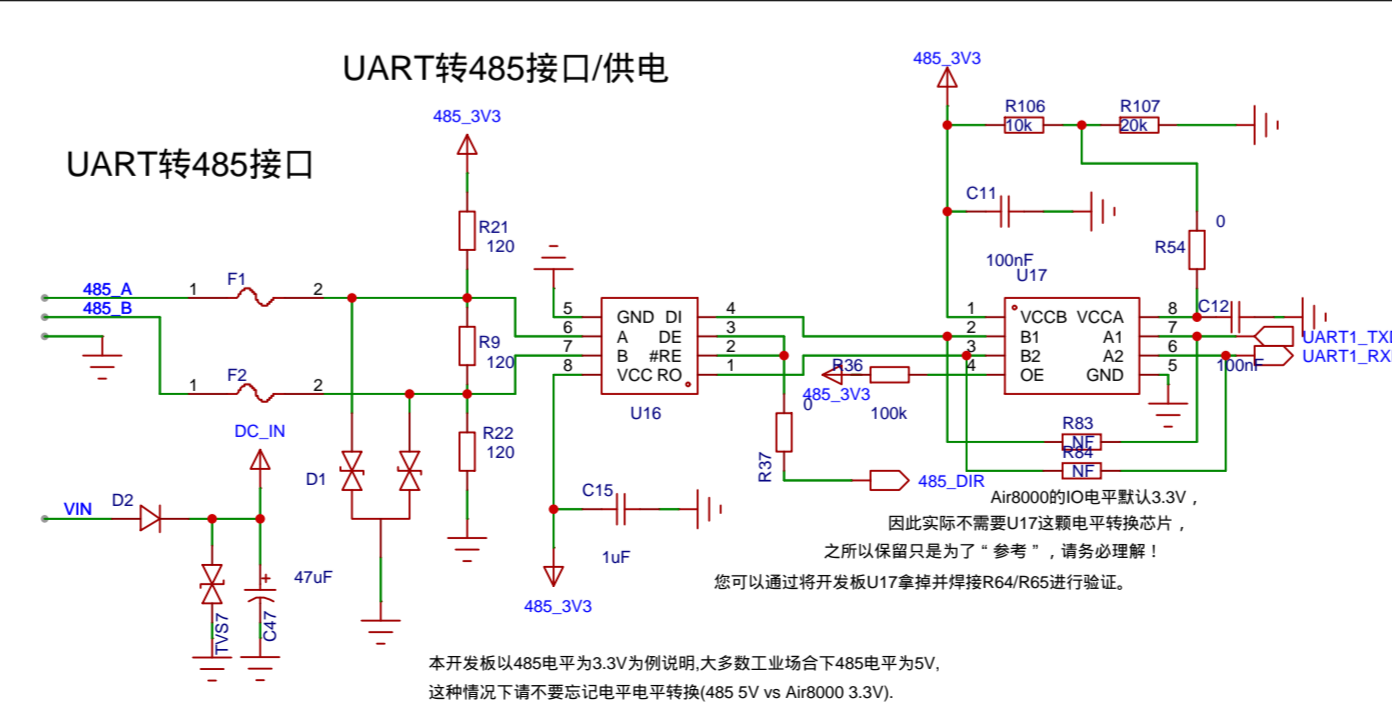 UART转485接口/供电
UART转485接口
485_3V3
R21
120
485_A
485_B
1
F1
2
1
F2
2
R9
120
R22
120
D1
DC_IN
VIN
D2
TVS7
C47
47uF
5
6
7
8
GND DI
A DE
B #RE
VCC RO
4
3
2
1
U16
C15
1uF
485_3V3
485_3V3
R106
10k
R107
20k
C11
100nF
U17
R54
0
1
2
3
4
VCCB VCCA
B1 A1
B2 A2
OE GND
8
7
6
5
C12
100nF
UART1_TX
UART1_RX
R36
485_3V3
100k
0
R37
485_DIR
R83
NF
R84
NF
Air8000的IO电平默认3.3V，
因此实际不需要U17这颗电平转换芯片，
之所以保留只是为了“参考”，请务必理解！
您可以通过将开发板U17拿掉并焊接R64/R65进行验证。
本开发板以485电平为3.3V为例说明,大多数工业场合下485电平为5V,
这种情况下请不要忘记电平电平转换(485 5V vs Air8000 3.3V).